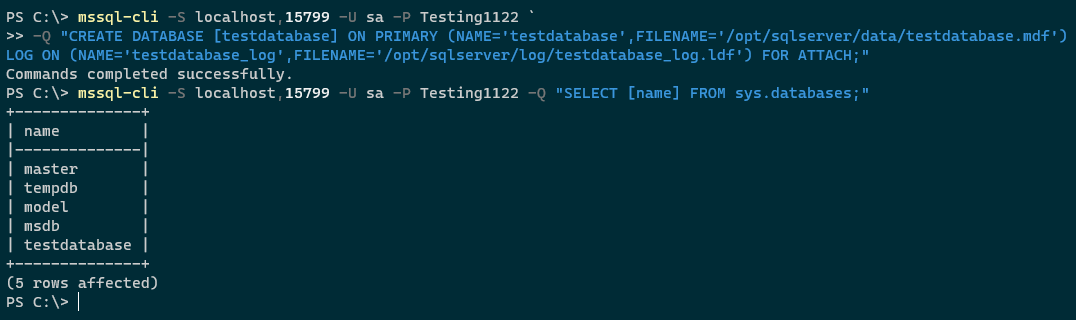 PS C:\> mssql-cli -S localhost,15799 -U sa -P Testing1122 `
>> -Q "CREATE DATABASE [testdatabase] ON PRIMARY (NAME='testdatabase',FILENAME='/opt/sqlserver/data/testdatabase.mdf')
LOG ON (NAME='testdatabase_log',FILENAME='/opt/sqlserver/log/testdatabase_log.ldf') FOR ATTACH;"
Commands completed successfully.
PS C:\> mssql-cli -S localhost,15799 -U sa -P Testing1122 -Q "SELECT [name] FROM sys.databases;"
+--------------+
| name         |
|--------------|
| master       |
| tempdb       |
| model        |
| msdb         |
| testdatabase |
+--------------+
(5 rows affected)
PS C:\>